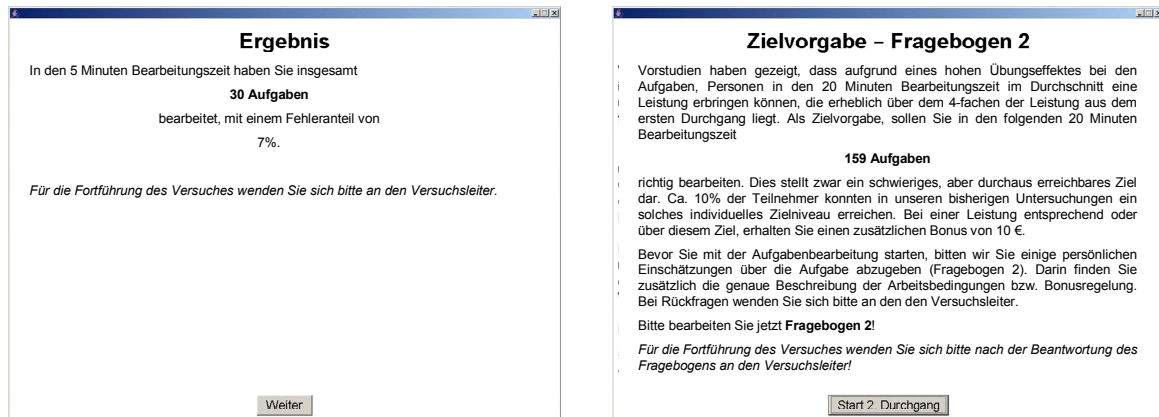 Ergebnis
In den 5 Minuten Bearbeitungszeit haben Sie insgesamt
30 Aufgaben
bearbeitet, mit einem Fehleranteil von
7%.
Für die Fortführung des Versuches wenden Sie sich bitte an den Versuchsleiter.
Weiter
Zielvorgabe – Fragebogen 2
Vorstudien haben gezeigt, dass aufgrund eines hohen Übungseffektes bei den
Aufgaben, Personen in den 20 Minuten Bearbeitungszeit im Durchschnitt eine
Leistung erbringen können, die erheblich über dem 4-fachen der Leistung aus dem
ersten Durchgang liegt. Als Zielvorgabe, sollen Sie in den folgenden 20 Minuten
Bearbeitungszeit
159 Aufgaben
richtig bearbeiten. Dies stellt zwar ein schwieriges, aber durchaus erreichbares Ziel
dar. Ca. 10% der Teilnehmer konnten in unseren bisherigen Untersuchungen ein
solches individuelles Zielniveau erreichen. Bei einer Leistung entsprechend oder
über diesem Ziel, erhalten Sie einen zusätzlichen Bonus von 10 €.
Bevor Sie mit der Aufgabenbearbeitung starten, bitten wir Sie einige persönlichen
Einschätzungen über die Aufgabe abzugeben (Fragebogen 2). Darin finden Sie
zusätzlich die genaue Beschreibung der Arbeitsbedingungen bzw. Bonusregelung.
Bei Rückfragen wenden Sie sich bitte an den den Versuchsleiter.
Bitte bearbeiten Sie jetzt Fragebogen 2!
Für die Fortführung des Versuches wenden Sie sich bitte nach der Beantwortung des
Fragebogens an den Versuchsleiter!
Start 2. Durchgang